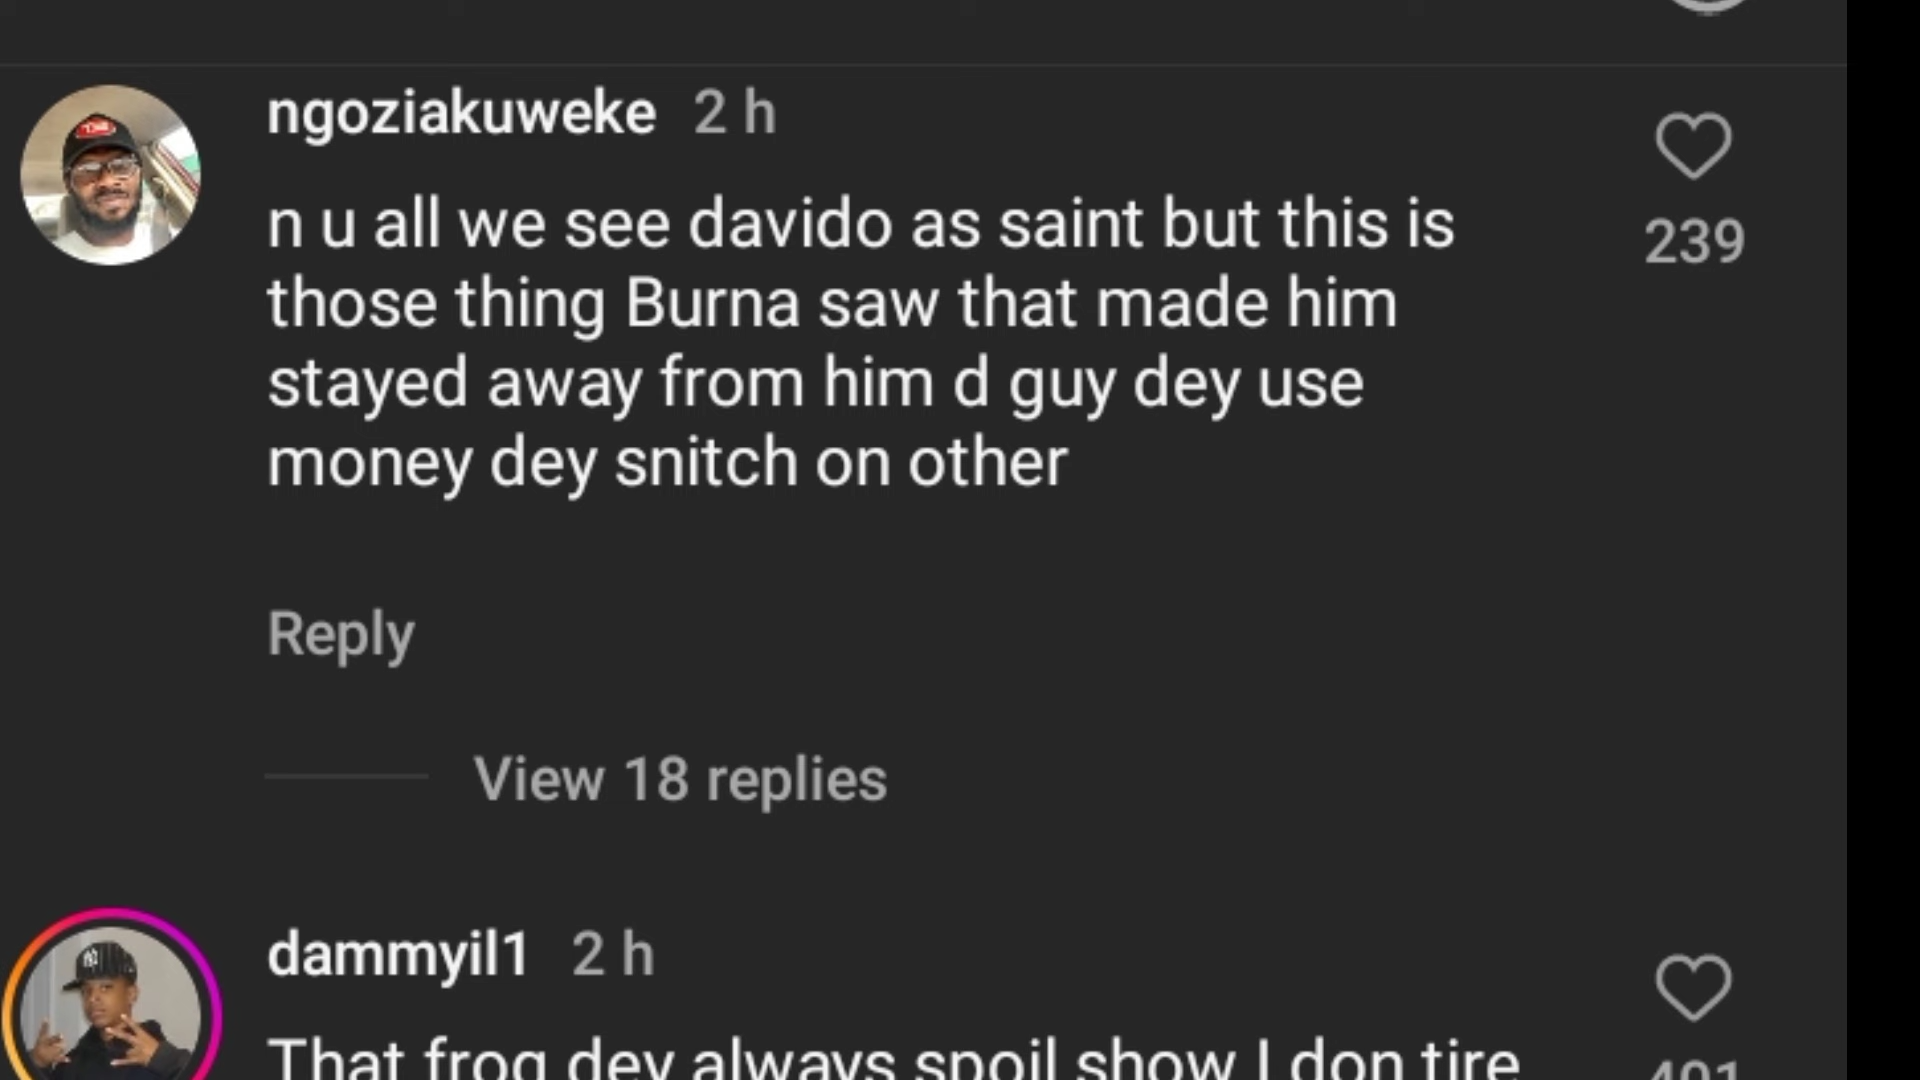 ngoziakuweke 2 h
n u all we see davido as saint but this is
239
those thing Burna saw that made him
stayed away from him d guy dey use
money dey snitch on other
Reply
View 18 replies
dammyil1 2 h
That frog dey always spoil show I don tire
401